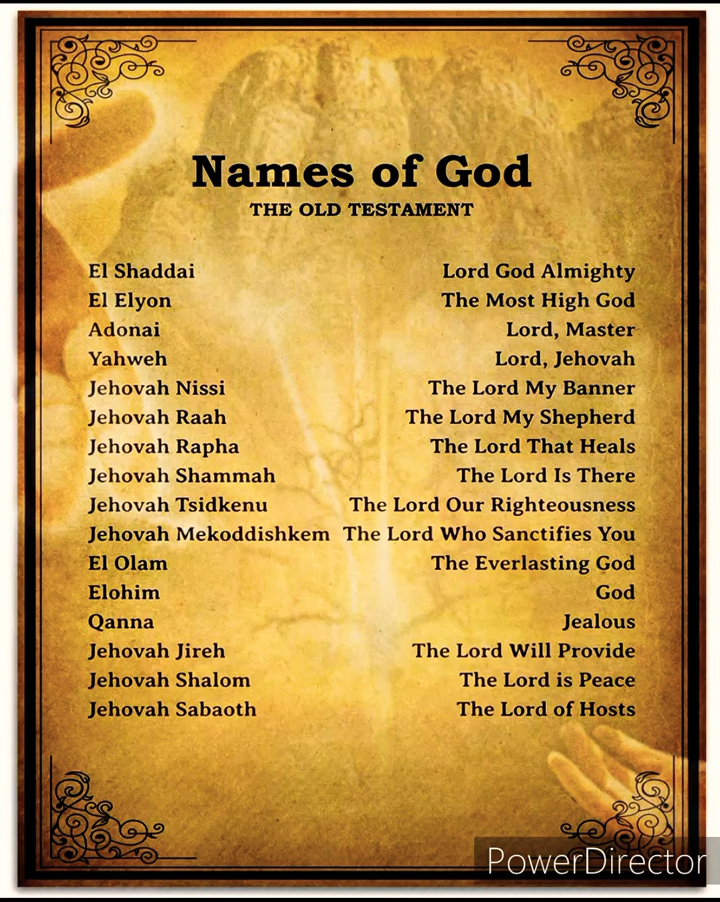 Names of God
THE OLD TESTAMENT
El Shaddai Lord God Almighty
El Elyon The Most High God
Adonai Lord, Master
Yahweh Lord, Jehovah
Jehovah Nissi The Lord My Banner
Jehovah Raah The Lord My Shepherd
Jehovah Rapha The Lord That Heals
Jehovah Shammah The Lord Is There
Jehovah Tsidkenu The Lord Our Righteousness
Jehovah Mekoddishkem The Lord Who Sanctifies You
El Olam The Everlasting God
Elohim God
Qanna Jealous
Jehovah Jireh The Lord Will Provide
Jehovah Shalom The Lord is Peace
Jehovah Sabaoth The Lord of Hosts
PowerDirector